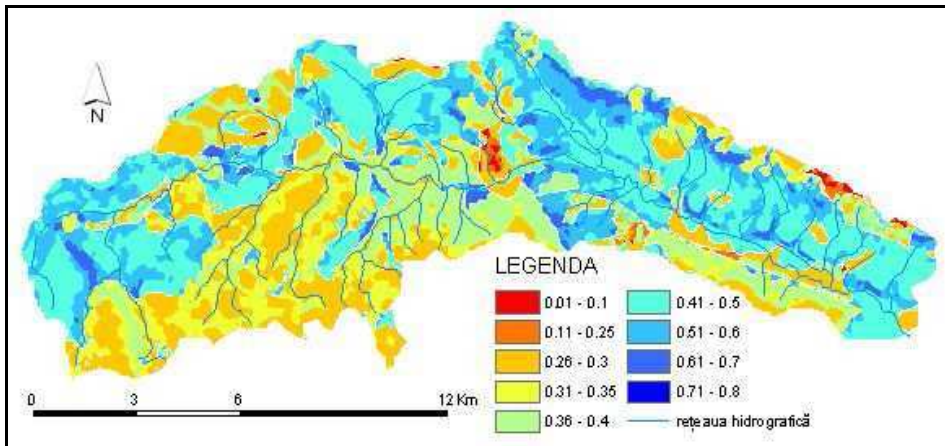 N
LEGENDA
0.01 - 0.1
0.11 - 0.25
0.26 - 0.3
0.31 - 0.35
0.36 - 0.4
0.41 - 0.5
0.51 - 0.6
0.61 - 0.7
0.71 - 0.8
rețeaua hidrografică
0 3 6 12 Km